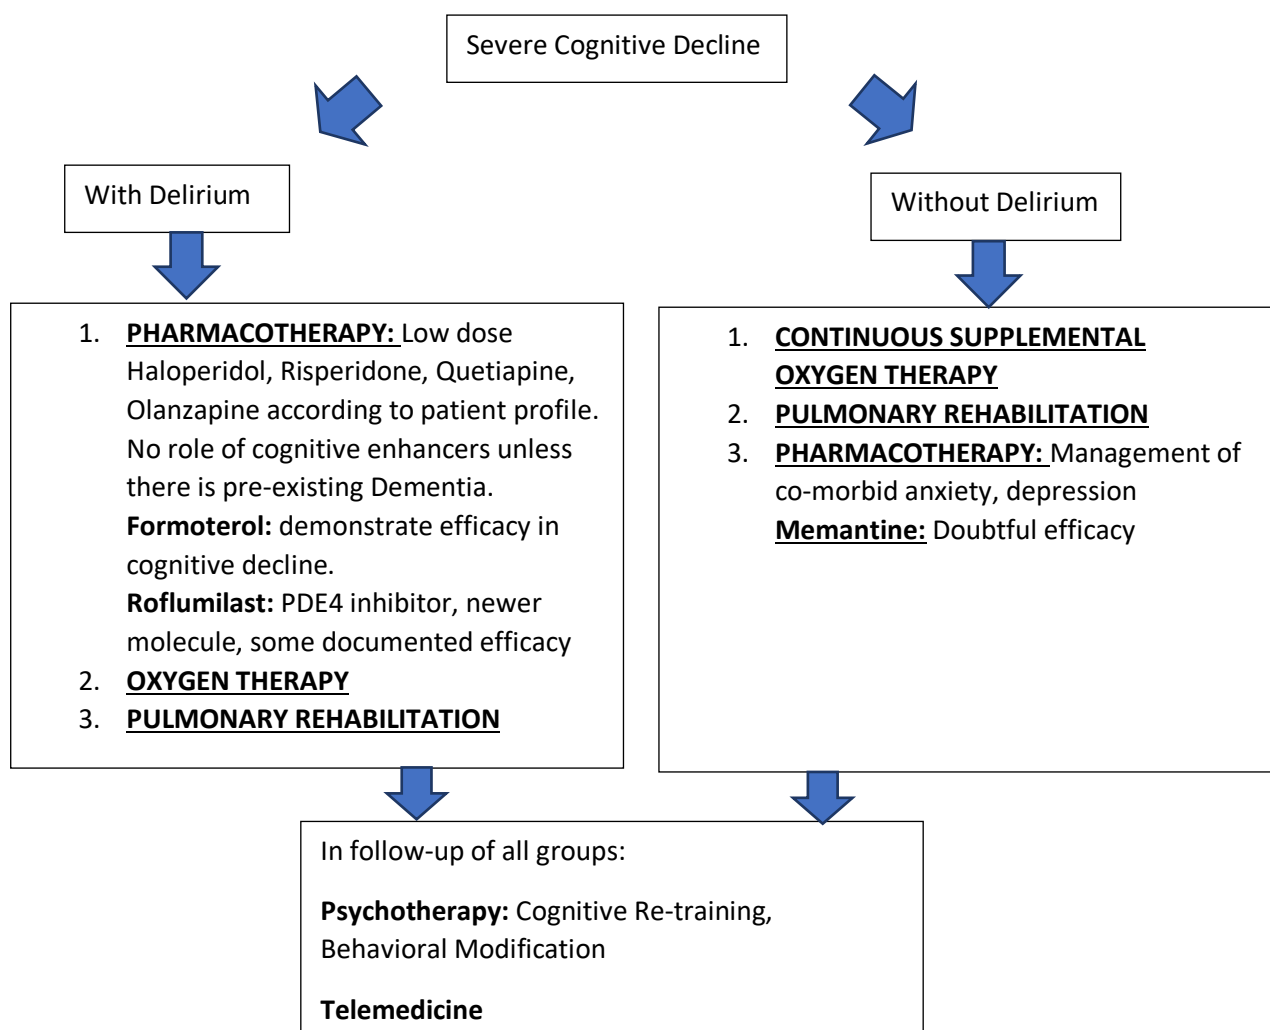 Severe Cognitive Decline
With Delirium
Without Delirium
1. PHARMACOTHERAPY: Low dose
Haloperidol, Risperidone, Quetiapine,
Olanzapine according to patient profile.
No role of cognitive enhancers unless
there is pre-existing Dementia.
Formoterol: demonstrate efficacy in
cognitive decline.
Roflumilast: PDE4 inhibitor, newer
molecule, some documented efficacy
2. OXYGEN THERAPY
3. PULMONARY REHABILITATION
1. CONTINUOUS SUPPLEMENTAL
OXYGEN THERAPY
2. PULMONARY REHABILITATION
3. PHARMACOTHERAPY: Management of
co-morbid anxiety, depression
Memantine: Doubtful efficacy
In follow-up of all groups:
Psychotherapy: Cognitive Re-training,
Behavioral Modification
Telemedicine